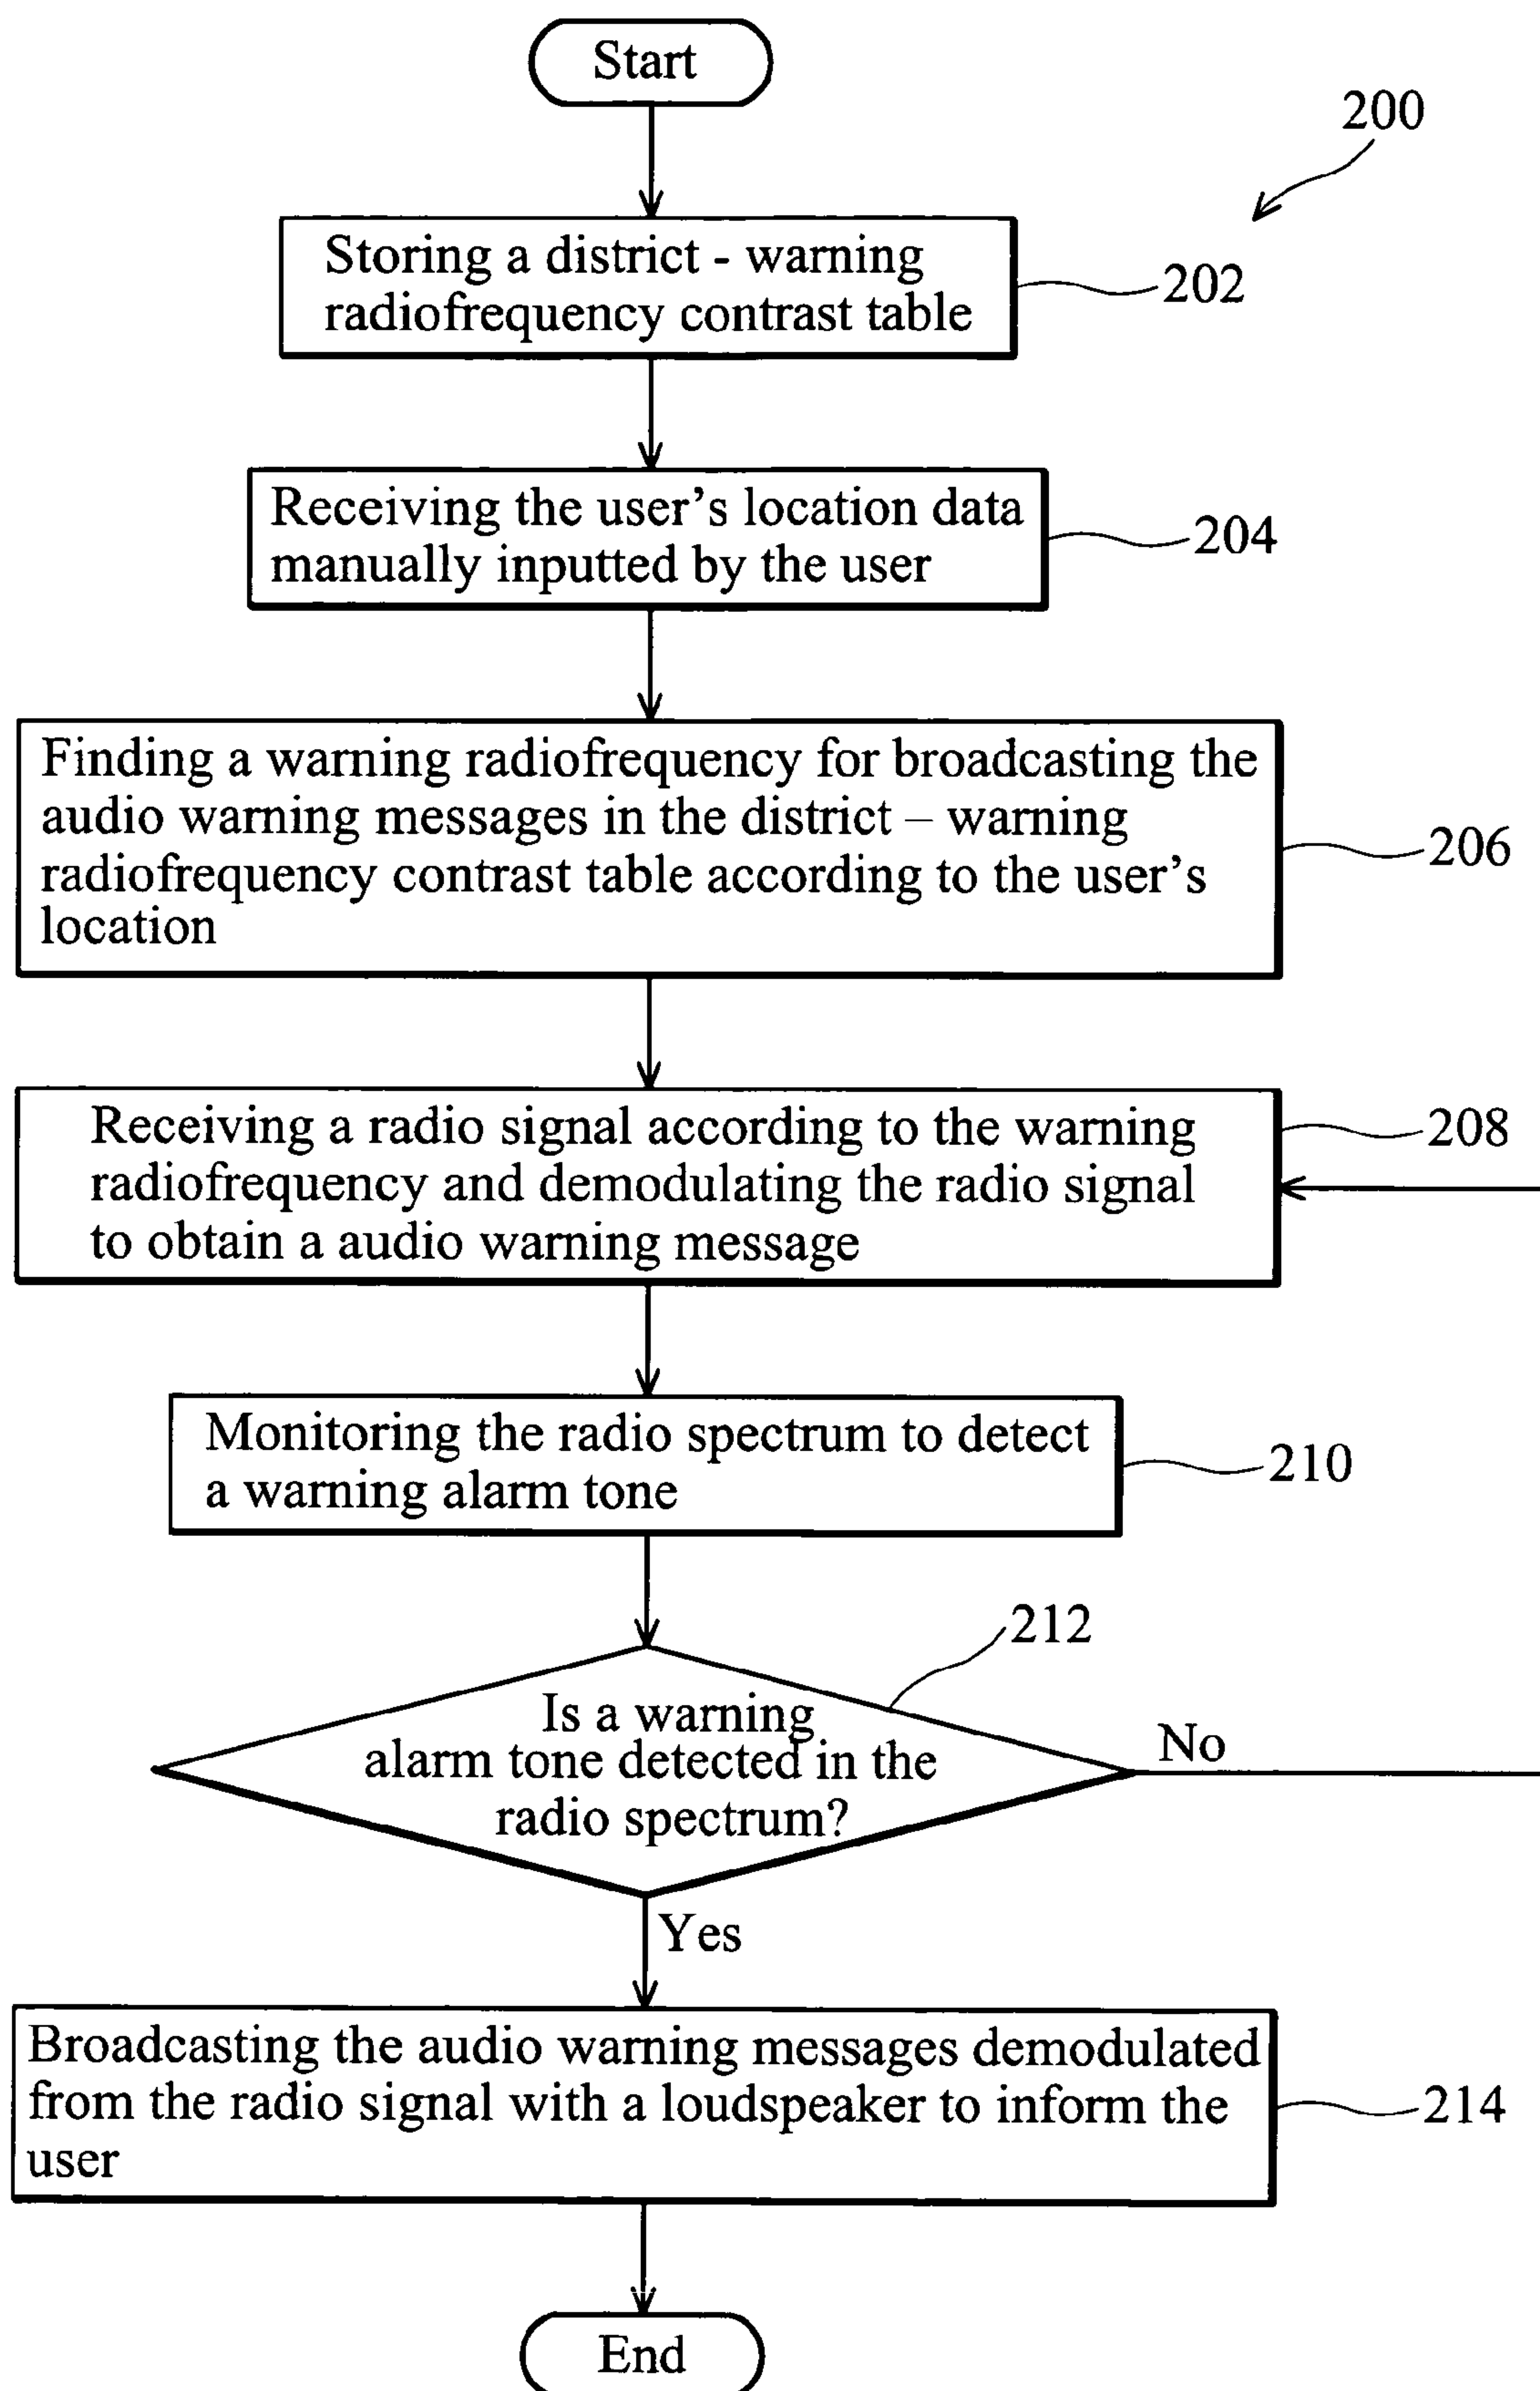 Start
200
Storing a district - warning
radiofrequency contrast table
202
Receiving the user’s location data
manually inputted by the user
204
Finding a warning radiofrequency for broadcasting the
audio warning messages in the district – warning
radiofrequency contrast table according to the user’s
location
206
Receiving a radio signal according to the warning
radiofrequency and demodulating the radio signal
to obtain a audio warning message
208
Monitoring the radio spectrum to detect
a warning alarm tone
210
212
Is a warning
alarm tone detected in the
radio spectrum?
No
Yes
Broadcasting the audio warning messages demodulated
from the radio signal with a loudspeaker to inform the
user
214
End